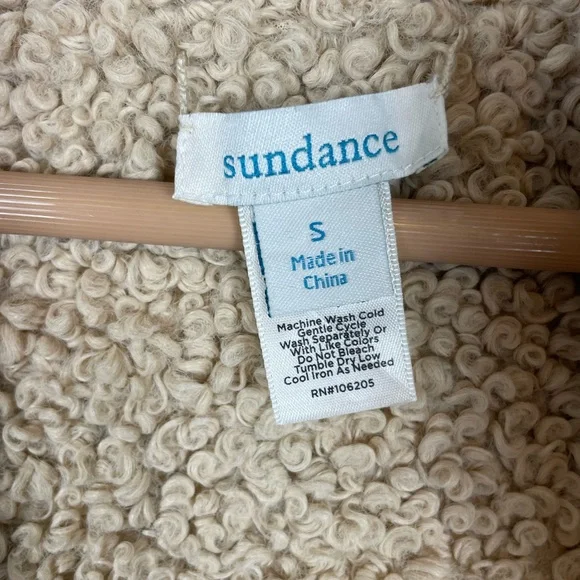 sundance
S
Made in
China
Machine Wash Cold
Gentle Cycle
Wash Separately Or
With Like Colors
Do Not Bleach
Tumble Dry Low
Cool Iron As Needed
RN#106205